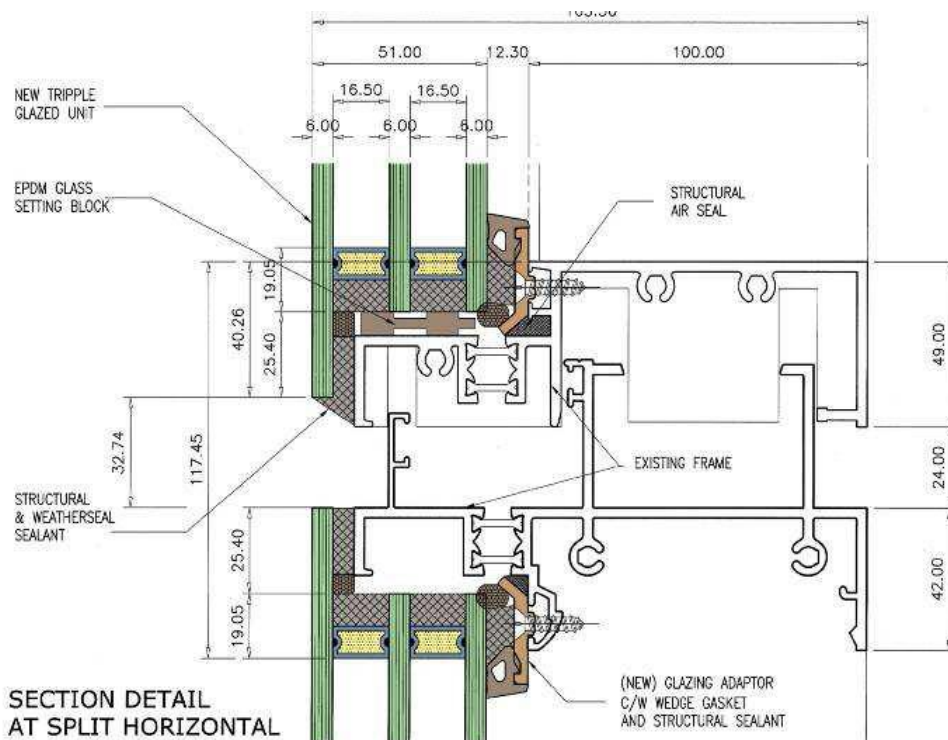 51.00
12.30
100.00
16.50
16.50
NEW TRIPPLE
GLAZED UNIT
6.00
6.00
6.00
EPDM GLASS
SETTING BLOCK
STRUCTURAL
AIR SEAL
19.05
40.26
25.40
49.00
32.74
117.45
EXISTING FRAME
24.00
STRUCTURAL
& WEATHERSEAL
SEALANT
25.40
42.00
19.05
(NEW) GLAZING ADAPTOR
C/W WEDGE GASKET
AND STRUCTURAL SEALANT
SECTION DETAIL
AT SPLIT HORIZONTAL